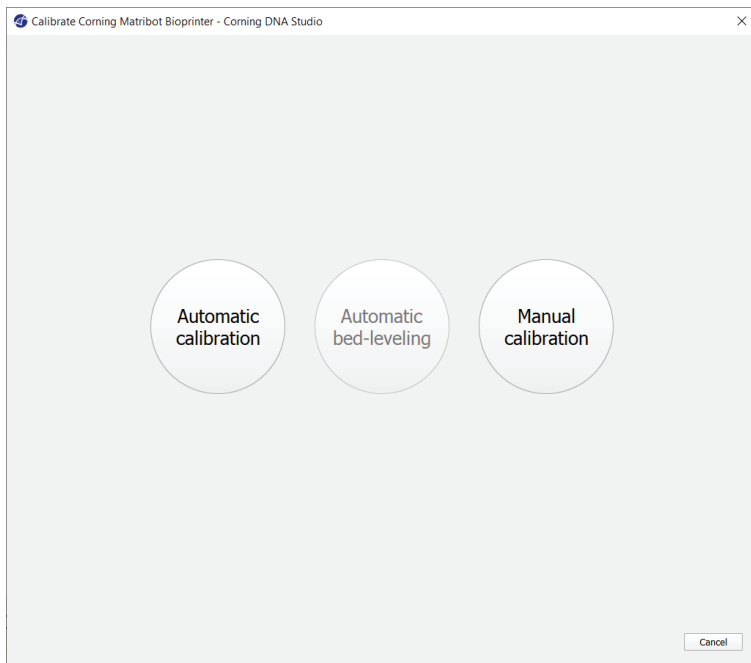 Calibrate Corning Matribot Bioprinter - Corning DNA Studio
Automatic
calibration
Automatic
bed-leveling
Manual
calibration
Cancel